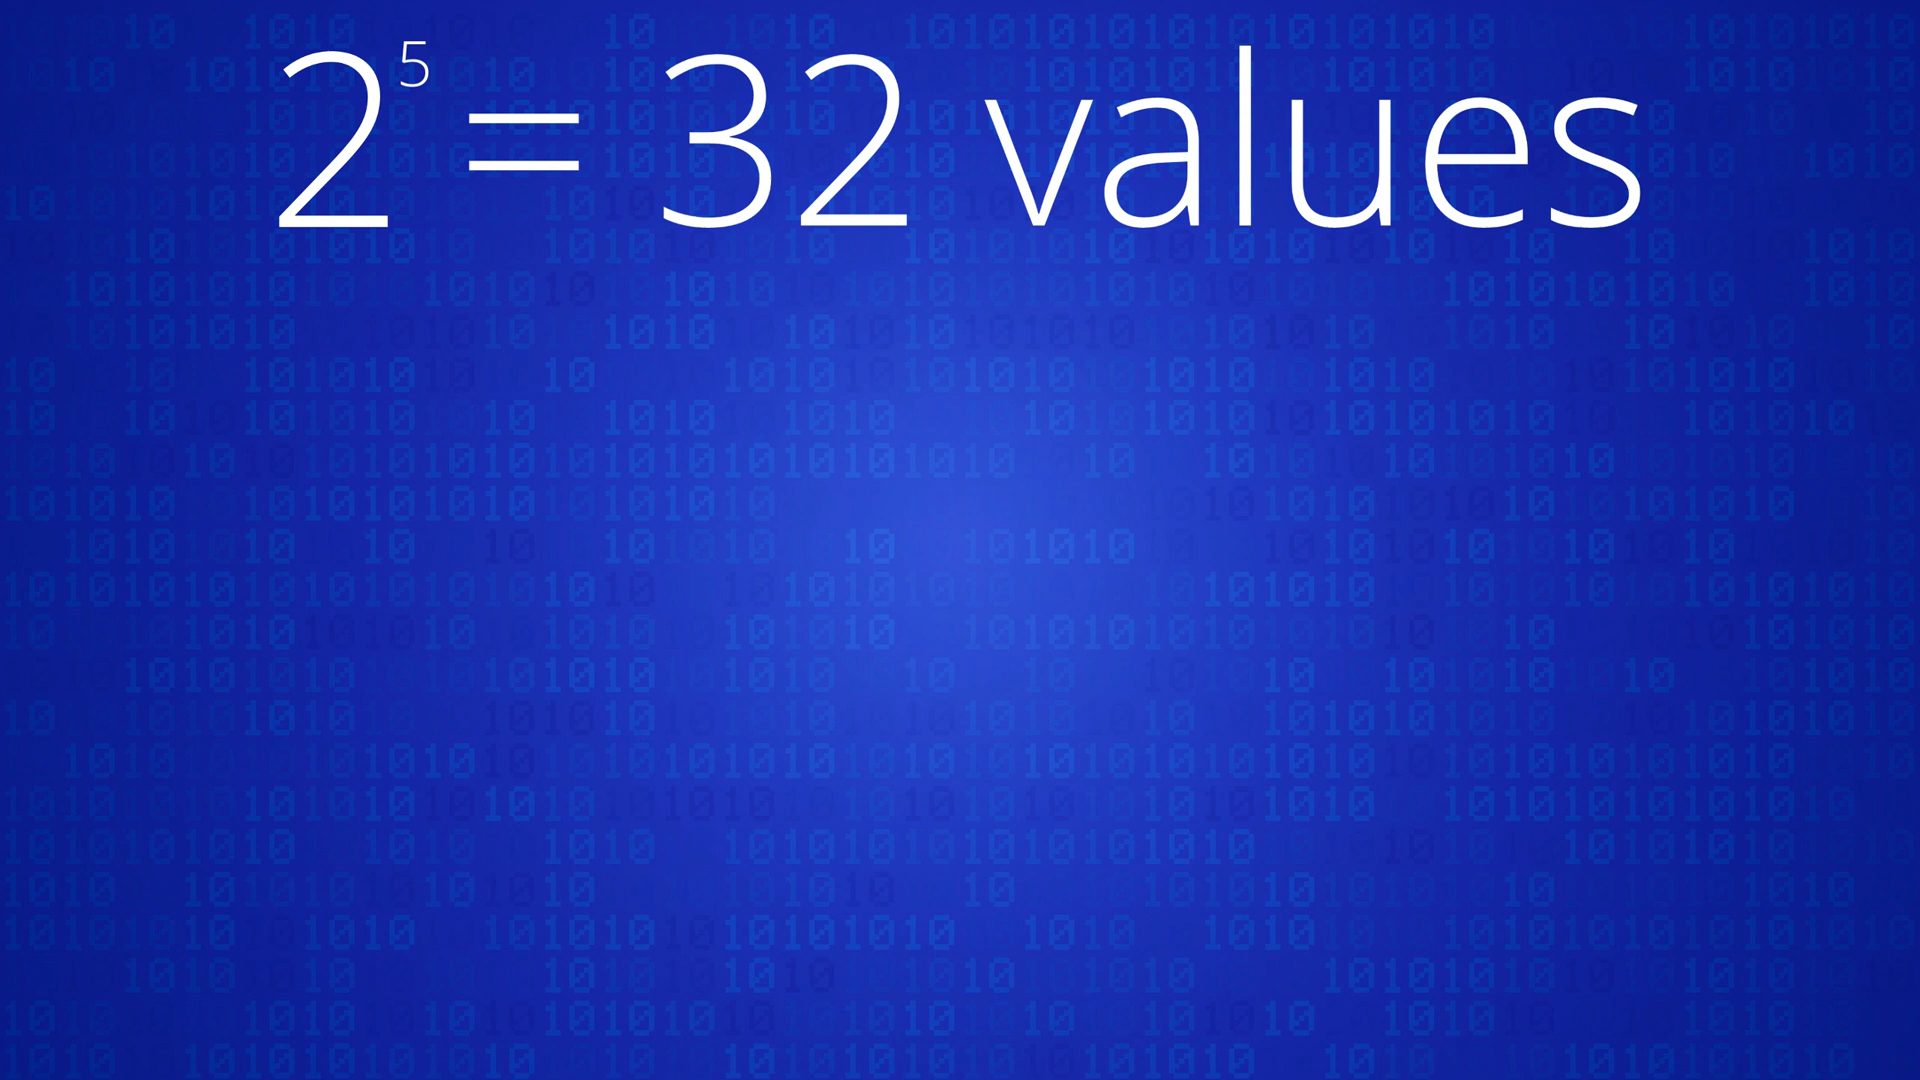 2⁵ = 32 values